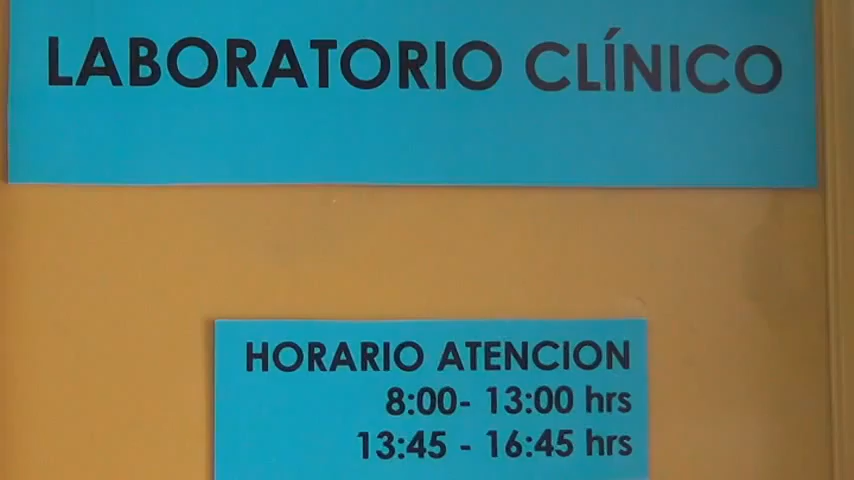 LABORATORIO CLÍNICO
HORARIO ATENCION
8:00- 13:00 hrs
13:45 - 16:45 hrs